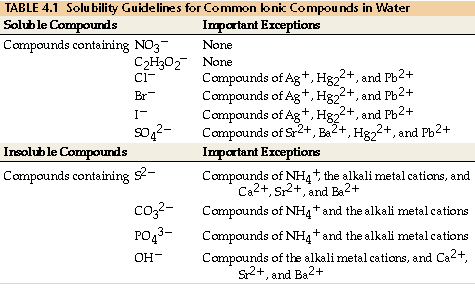 TABLE 4.1 Solubility Guidelines for Common Ionic Compounds in Water
Soluble Compounds Important Exceptions
Compounds containing NO₃⁻ None
C₂H₃O₂⁻ None
Cl⁻ Compounds of Ag⁺, Hg₂²⁺, and Pb²⁺
Br⁻ Compounds of Ag⁺, Hg₂²⁺, and Pb²⁺
I⁻ Compounds of Ag⁺, Hg₂²⁺, and Pb²⁺
SO₄²⁻ Compounds of Sr²⁺, Ba²⁺, Hg₂²⁺, and Pb²⁺
Insoluble Compounds Important Exceptions
Compounds containing S²⁻ Compounds of NH₄⁺, the alkali metal cations, and
Ca²⁺, Sr²⁺, and Ba²⁺
CO₃²⁻ Compounds of NH₄⁺ and the alkali metal cations
PO₄³⁻ Compounds of NH₄⁺ and the alkali metal cations
OH⁻ Compounds of the alkali metal cations, and Ca²⁺,
Sr²⁺, and Ba²⁺